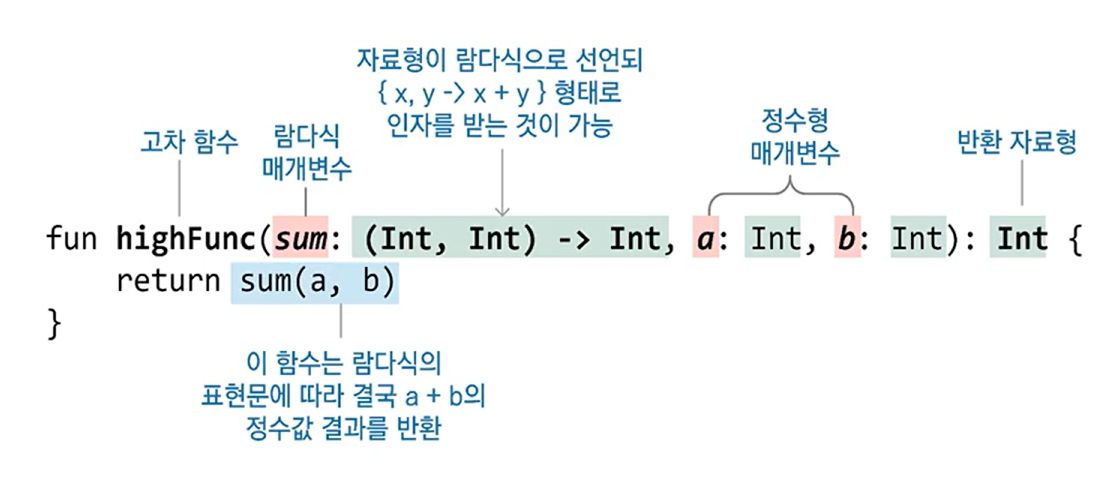 자료형이 람다식으로 선언되
{ x, y -> x + y } 형태로
인자를 받는 것이 가능
고차 함수
람다식
매개변수
정수형
매개변수
반환 자료형
fun highFunc(sum: (Int, Int) -> Int, a: Int, b: Int): Int {
return sum(a, b)
}
이 함수는 람다식의
표현문에 따라 결국 a + b의
정수값 결과를 반환